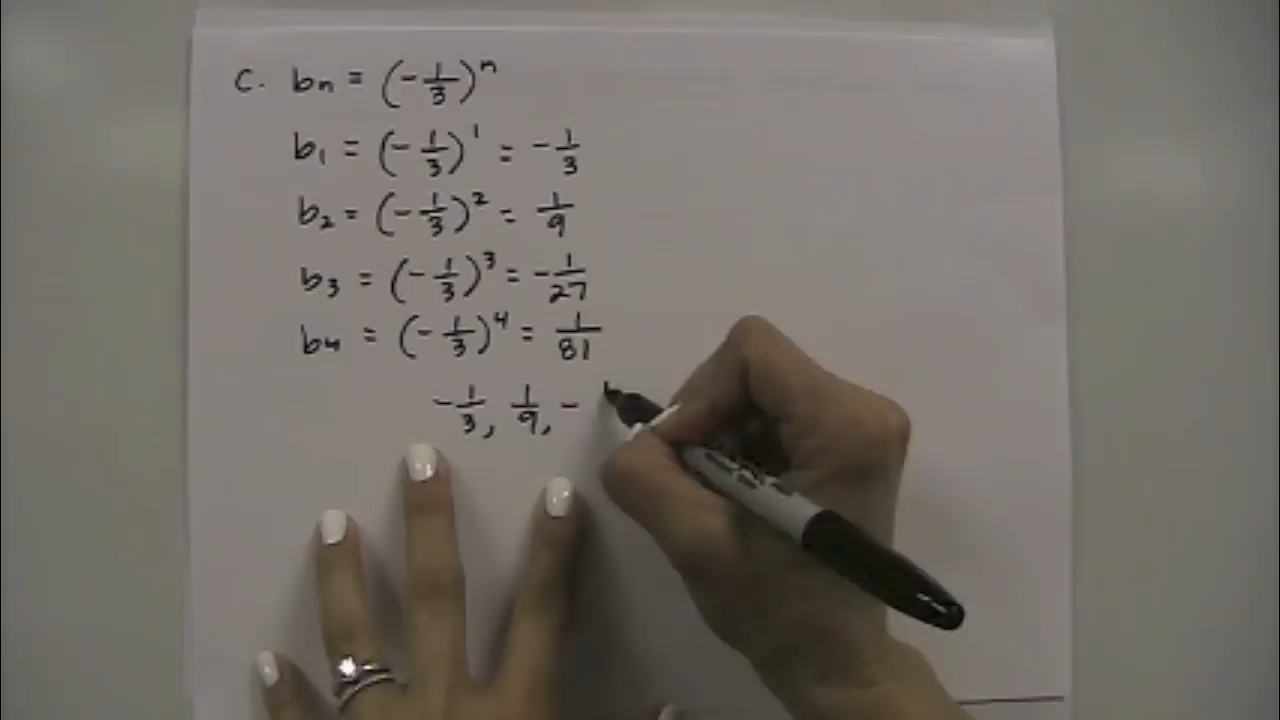 C. bn = (-1/3)^n
b1 = (-1/3)^1 = -1/3
b2 = (-1/3)^2 = 1/9
b3 = (-1/3)^3 = -1/27
b4 = (-1/3)^4 = 1/81
-1/3, 1/9, -